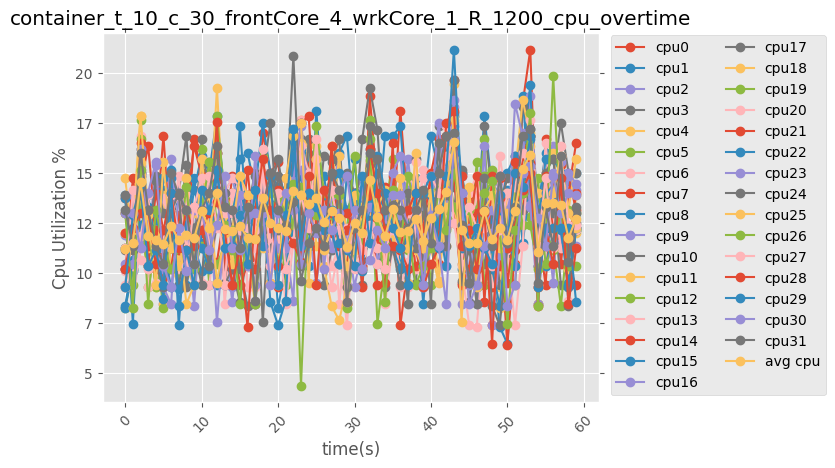 container_t_10_c_30_frontCore_4_wrkCore_1_R_1200_cpu_overtime
Cpu Utilization %
20
17
15
12
10
7
5
0
10
20
30
40
50
60
time(s)
cpu0
cpu1
cpu2
cpu3
cpu4
cpu5
cpu6
cpu7
cpu8
cpu9
cpu10
cpu11
cpu12
cpu13
cpu14
cpu15
cpu16
cpu17
cpu18
cpu19
cpu20
cpu21
cpu22
cpu23
cpu24
cpu25
cpu26
cpu27
cpu28
cpu29
cpu30
cpu31
avg cpu